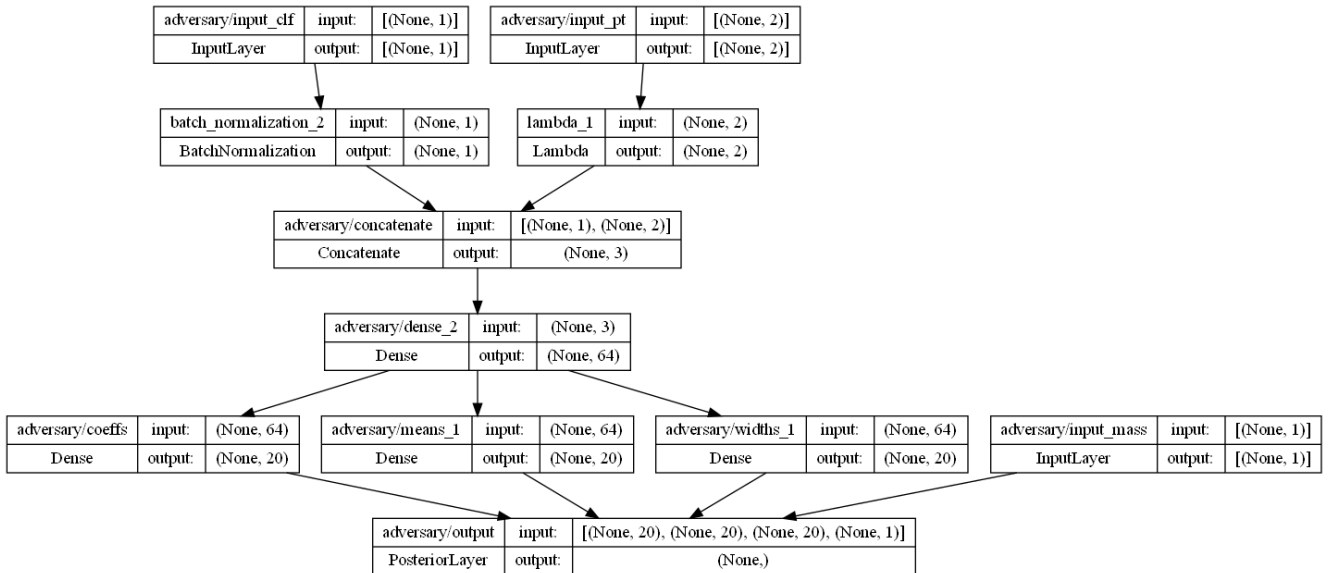 adversary/input_clf input: [(None, 1)]
InputLayer output: [(None, 1)]
adversary/input_pt input: [(None, 2)]
InputLayer output: [(None, 2)]
batch_normalization_2 input: (None, 1)
BatchNormalization output: (None, 1)
lambda_1 input: (None, 2)
Lambda output: (None, 2)
adversary/concatenate input: [(None, 1), (None, 2)]
Concatenate output: (None, 3)
adversary/dense_2 input: (None, 3)
Dense output: (None, 64)
adversary/coeffs input: (None, 64)
Dense output: (None, 20)
adversary/means_1 input: (None, 64)
Dense output: (None, 20)
adversary/widths_1 input: (None, 64)
Dense output: (None, 20)
adversary/input_mass input: [(None, 1)]
InputLayer output: [(None, 1)]
adversary/output input: [(None, 20), (None, 20), (None, 20), (None, 1)]
PosteriorLayer output: (None,)